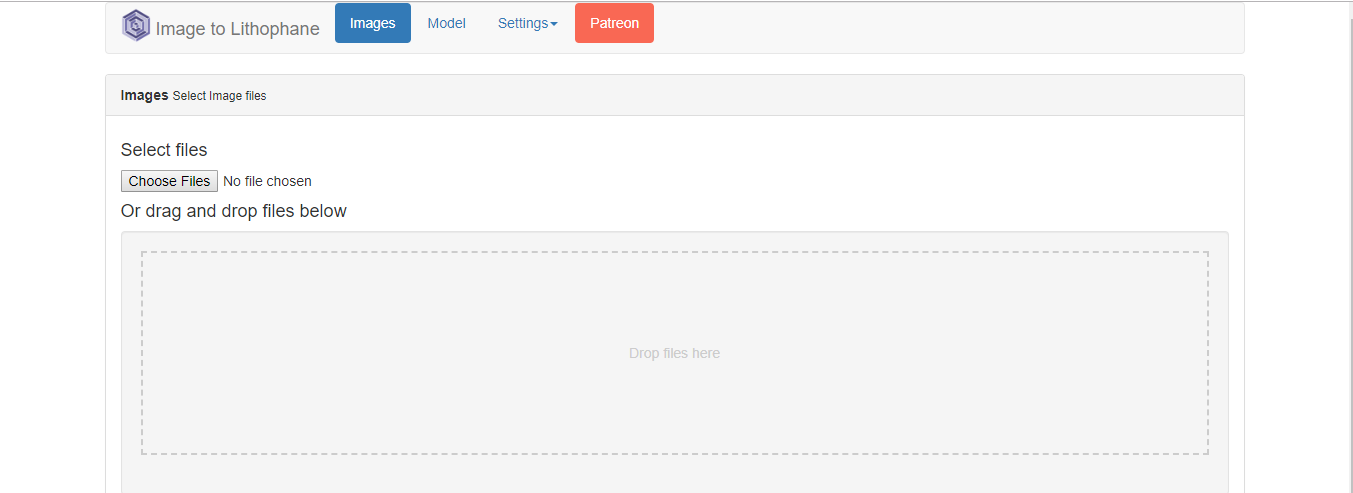 Image to Lithophane Images Model Settings Patreon
Images Select Image files
Select files
Choose Files No file chosen
Or drag and drop files below
Drop files here